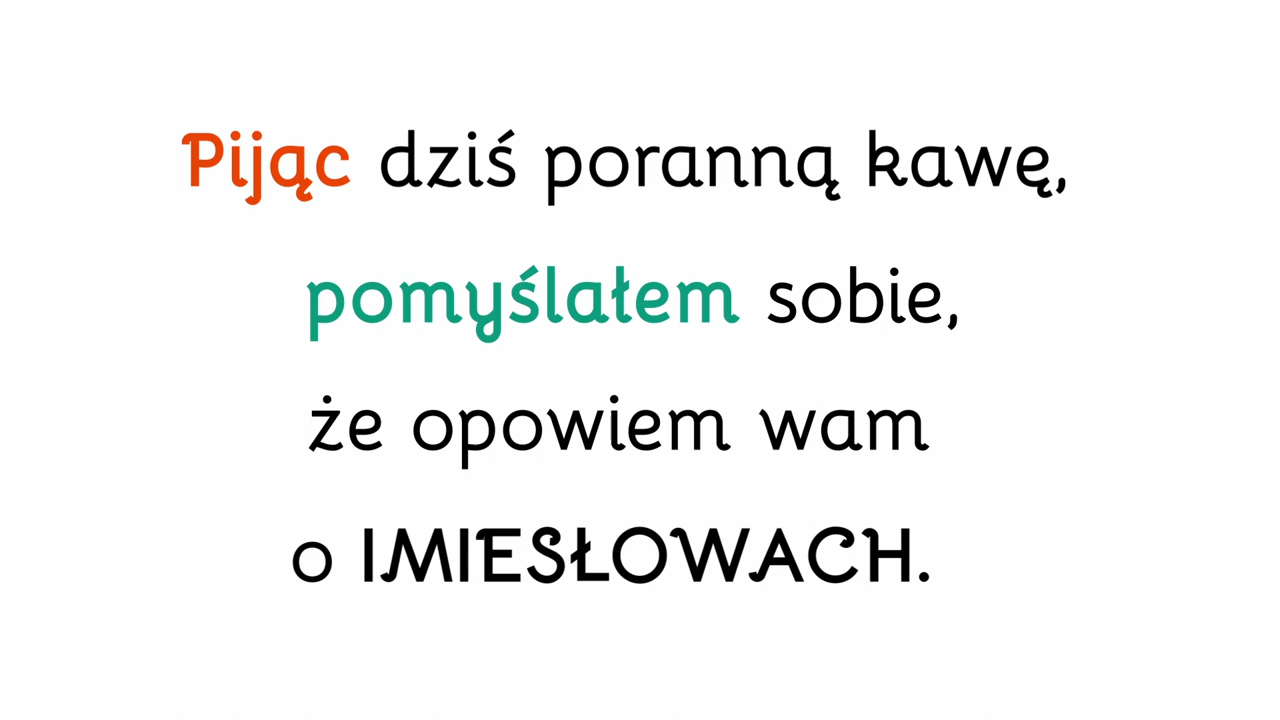 Pijąc dziś poranną kawę,
pomyślałem sobie,
że opowiem wam
o IMIESŁOWACH.